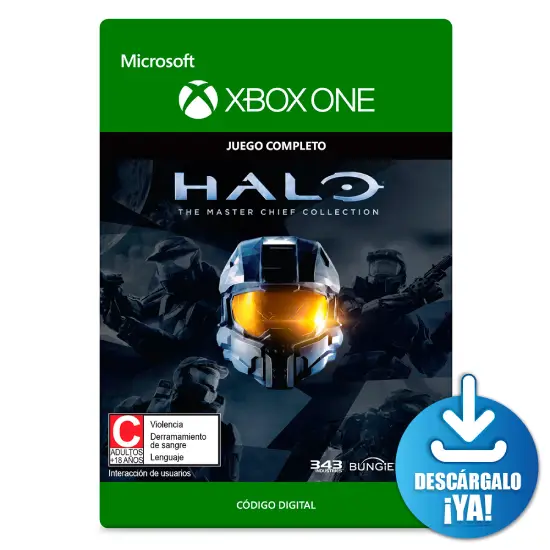 Microsoft
XBOX ONE
JUEGO COMPLETO
HALO
THE MASTER CHIEF COLLECTION
C
ADULTOS
+18 AÑOS
Violencia
Derramamiento
de sangre
Lenguaje
Interacción de usuarios
343
INDUSTRIES
BUNGIE
CÓDIGO DIGITAL
DESCÁRGALO
¡YA!